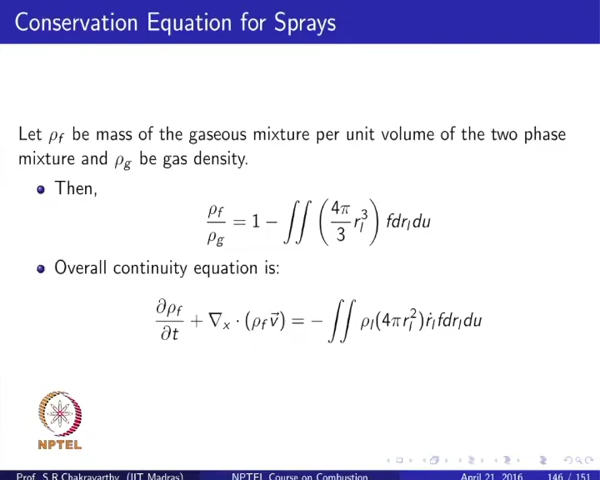 Conservation Equation for Sprays
Let ρ_f be mass of the gaseous mixture per unit volume of the two phase
mixture and ρ_g be gas density.
Then,
ρ_f/ρ_g = 1 − ∬ (4π/3 r_l^3) f dr_l du
Overall continuity equation is:
∂ρ_f/∂t + ∇_x · (ρ_f v⃗) = − ∬ ρ_l(4πr_l^2) ṙ_l f dr_l du
NPTEL
Prof. S.R.Chakravarthy (IIT Madras) NPTEL Course on Combustion April 21, 2016 146 / 151